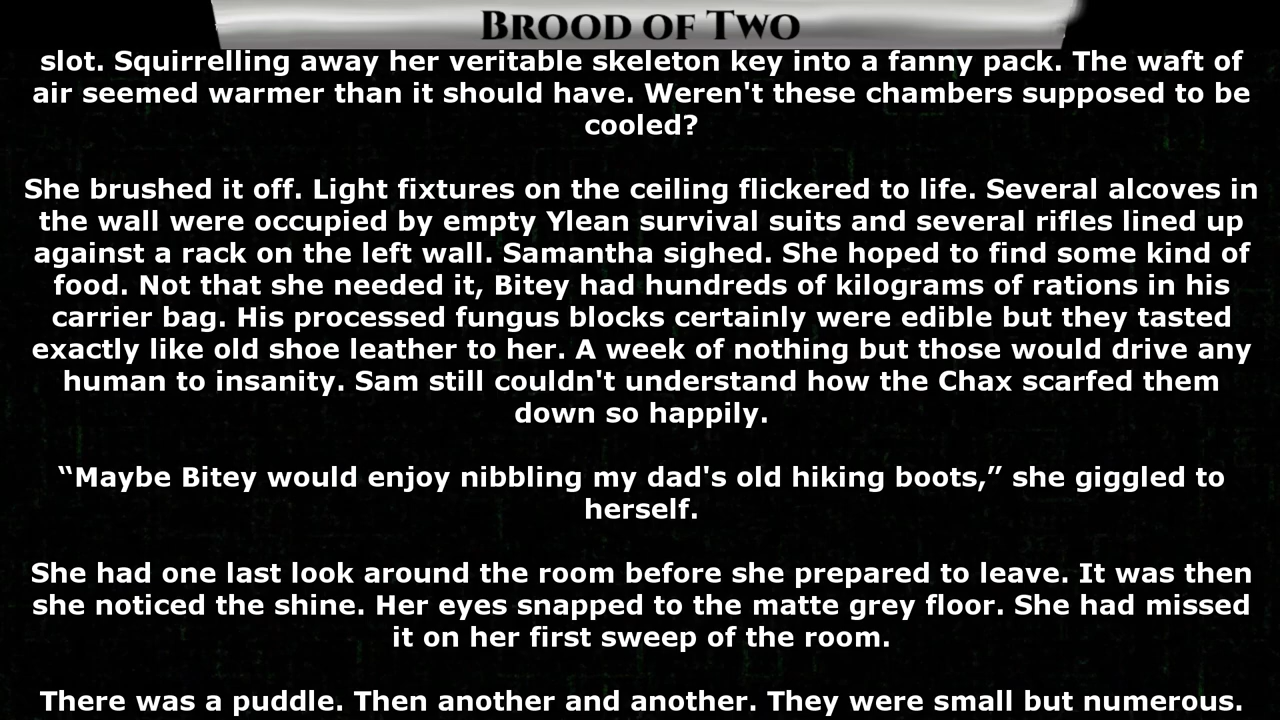 Brood of Two
slot. Squirrelling away her veritable skeleton key into a fanny pack. The waft of
air seemed warmer than it should have. Weren't these chambers supposed to be
cooled?
She brushed it off. Light fixtures on the ceiling flickered to life. Several alcoves in
the wall were occupied by empty Ylean survival suits and several rifles lined up
against a rack on the left wall. Samantha sighed. She hoped to find some kind of
food. Not that she needed it, Bitey had hundreds of kilograms of rations in his
carrier bag. His processed fungus blocks certainly were edible but they tasted
exactly like old shoe leather to her. A week of nothing but those would drive any
human to insanity. Sam still couldn't understand how the Chax scarfed them
down so happily.
“Maybe Bitey would enjoy nibbling my dad's old hiking boots,” she giggled to
herself.
She had one last look around the room before she prepared to leave. It was then
she noticed the shine. Her eyes snapped to the matte grey floor. She had missed
it on her first sweep of the room.
There was a puddle. Then another and another. They were small but numerous.